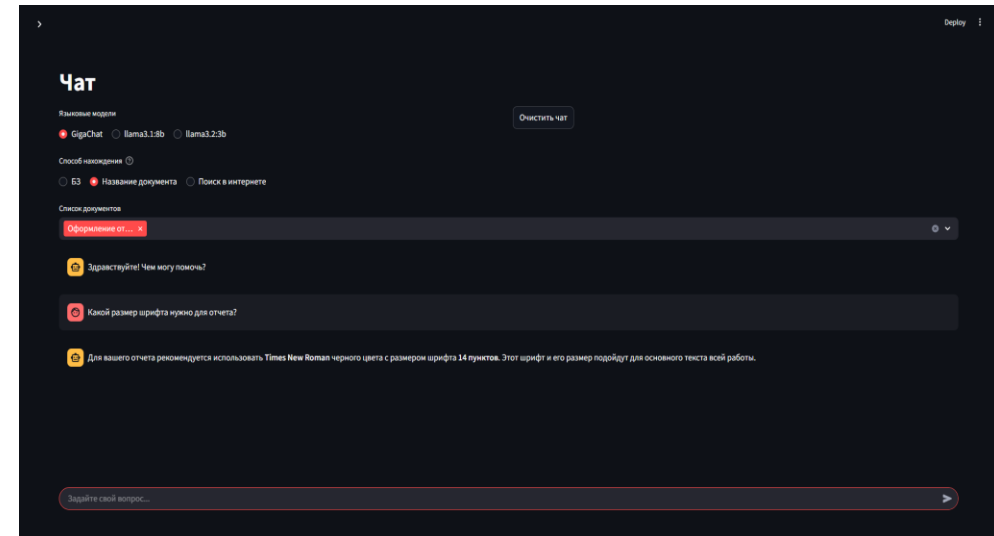 Deploy
Чат
Языковые модели
GigaChat llama3.1:8b llama3.2:3b
Очистить чат
Способ нахождения
БЗ Название документа Поиск в интернете
Список документов
Оформление от... ×
Здравствуйте! Чем могу помочь?
Какой размер шрифта нужно для отчета?
Для вашего отчета рекомендуется использовать Times New Roman черного цвета с размером шрифта 14 пунктов. Этот шрифт и его размер подойдут для основного текста всей работы.
Задайте свой вопрос...